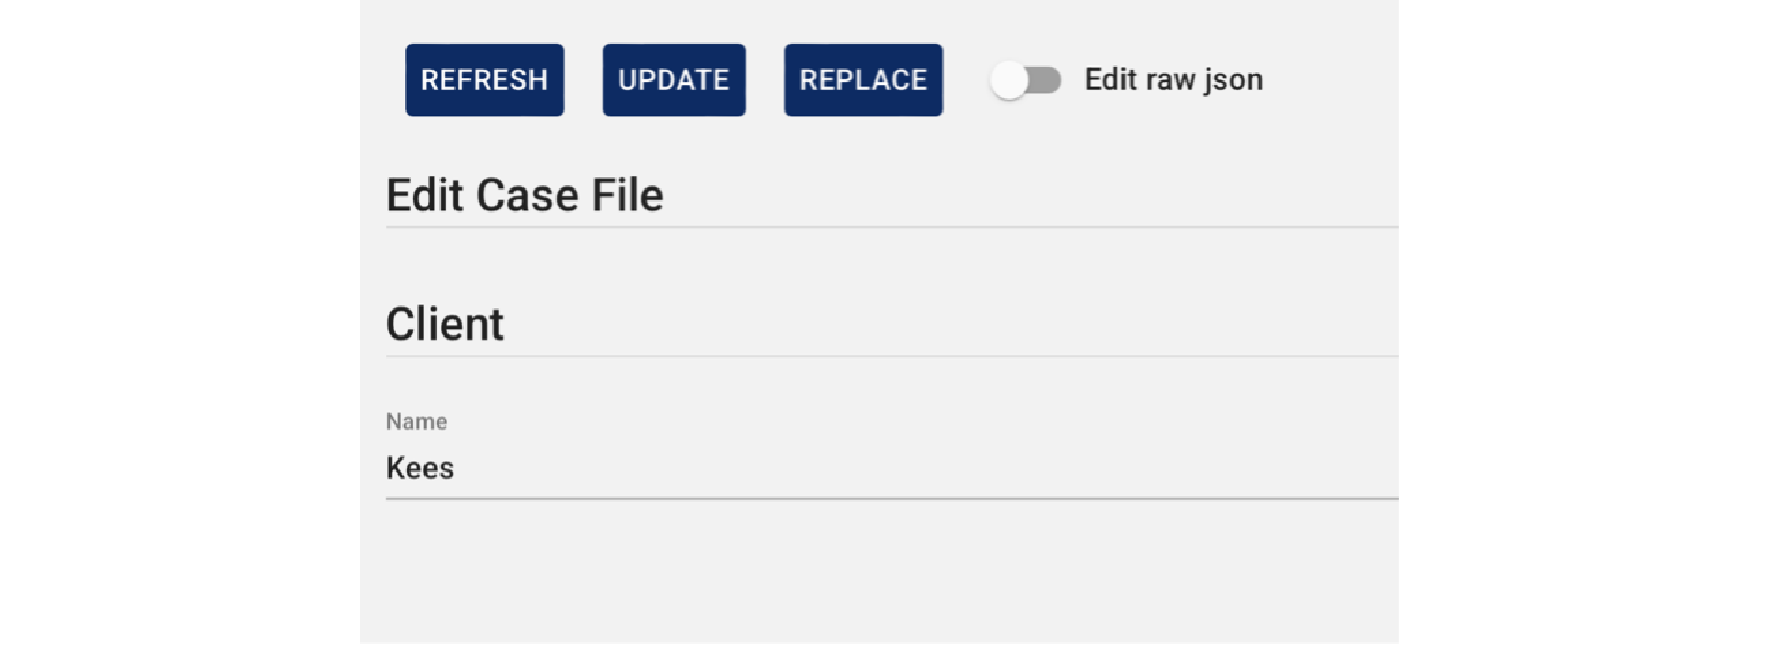 REFRESH UPDATE REPLACE Edit raw json
Edit Case File
Client
Name
Kees